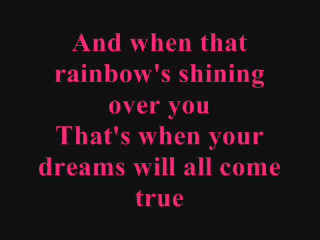 And when that
rainbow's shining
over you
That's when your
dreams will all come
true